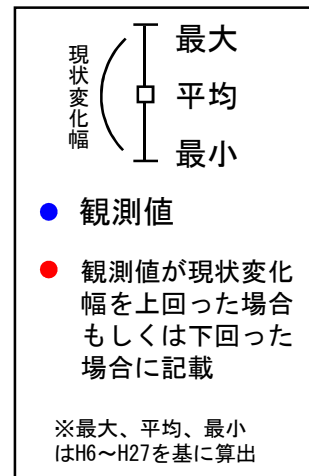 現状変化幅
最大
平均
最小
観測値
観測値が現状変化
幅を上回った場合
もしくは下回った
場合に記載
※最大、平均、最小
はH6～H27を基に算出